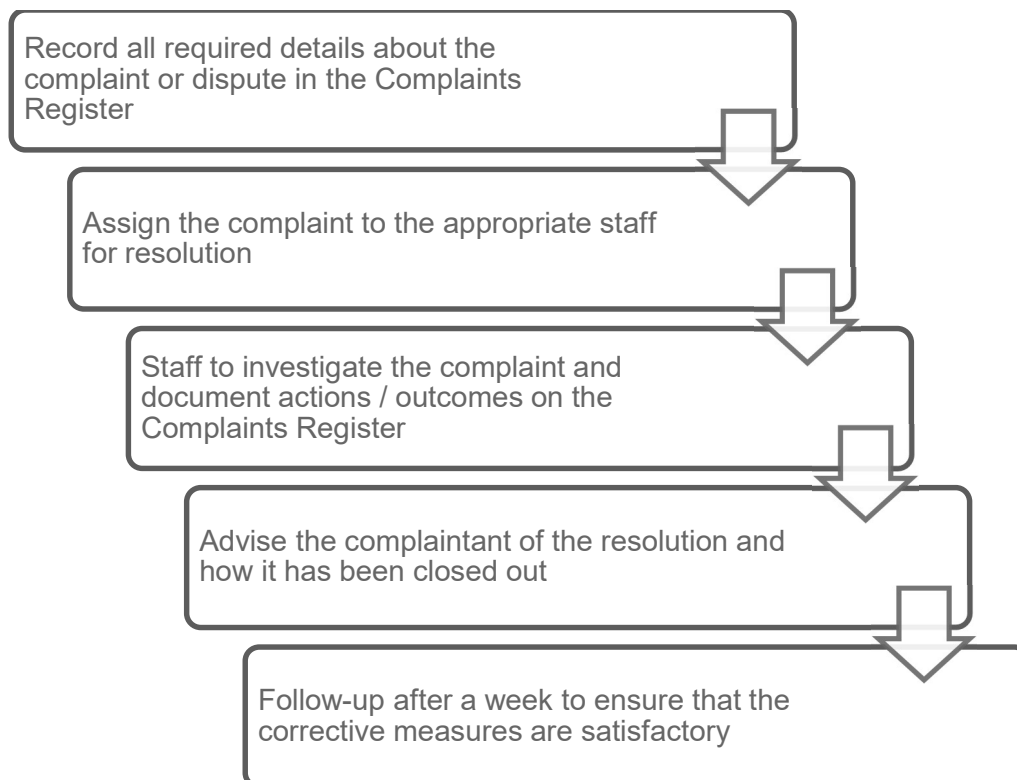 Record all required details about the
complaint or dispute in the Complaints
Register
Assign the complaint to the appropriate staff
for resolution
Staff to investigate the complaint and
document actions / outcomes on the
Complaints Register
Advise the complainant of the resolution and
how it has been closed out
Follow-up after a week to ensure that the
corrective measures are satisfactory